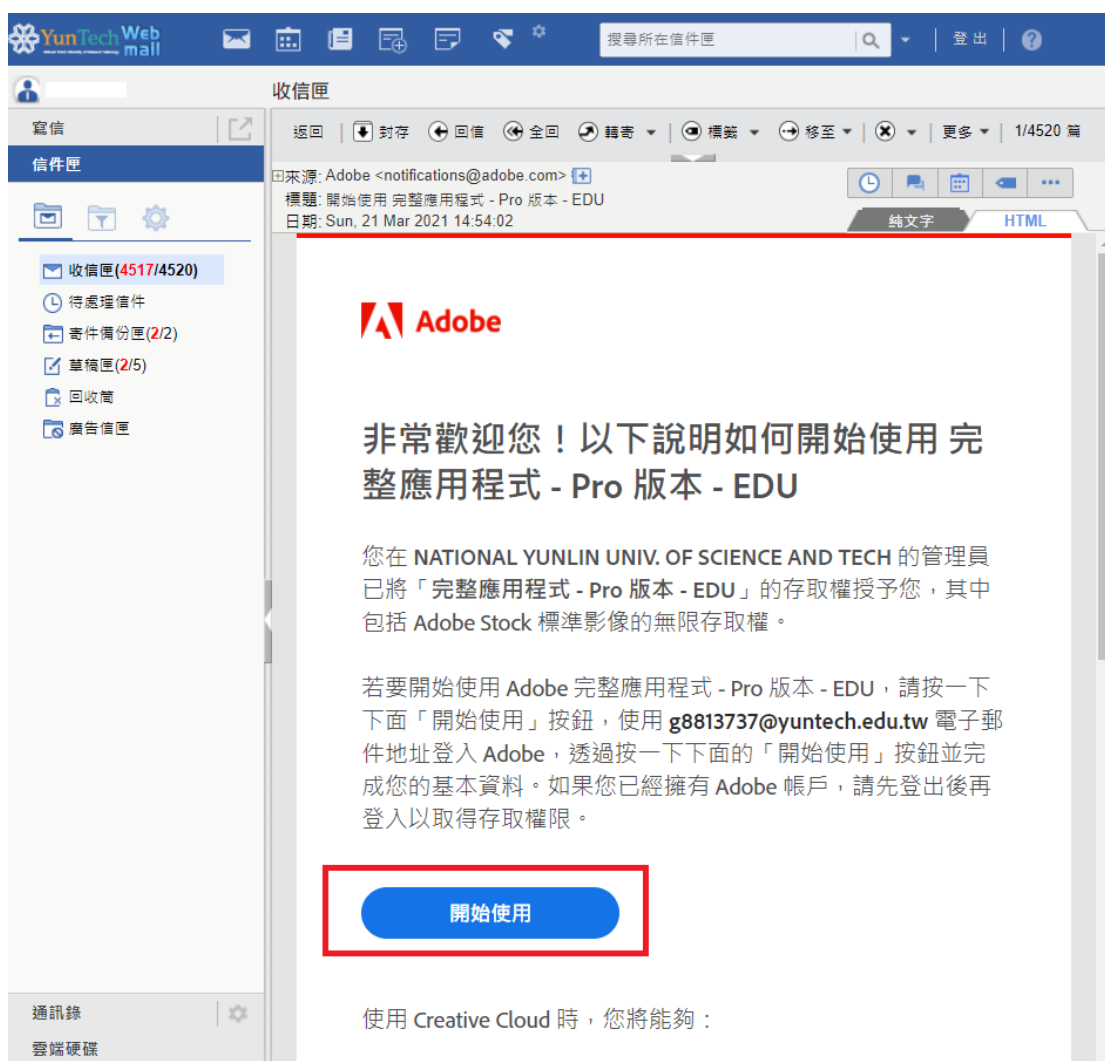 YunTech Web mail
搜尋所在信件匣
登出
收信匣
寫信
信件匣
返回 封存 回信 全回 轉寄 標籤 移至 更多 1/4520 篇
來源: Adobe <notifications@adobe.com>
標題: 開始使用 完整應用程式 - Pro 版本 - EDU
日期: Sun, 21 Mar 2021 14:54:02
純文字 HTML
收信匣(4517/4520)
待處理信件
寄件備份匣(2/2)
草稿匣(2/5)
回收筒
廣告信匣
Adobe
非常歡迎您！以下說明如何開始使用 完
整應用程式 - Pro 版本 - EDU
您在 NATIONAL YUNLIN UNIV. OF SCIENCE AND TECH 的管理員
已將「完整應用程式 - Pro 版本 - EDU」的存取權授予您，其中
包括 Adobe Stock 標準影像的無限存取權。
若要開始使用 Adobe 完整應用程式 - Pro 版本 - EDU，請按一下
下面「開始使用」按鈕，使用 g8813737@yuntech.edu.tw 電子郵
件地址登入 Adobe，透過按一下下面的「開始使用」按鈕並完
成您的基本資料。如果您已經擁有 Adobe 帳戶，請先登出後再
登入以取得存取權限。
開始使用
使用 Creative Cloud 時，您將能夠：
通訊錄
雲端硬碟